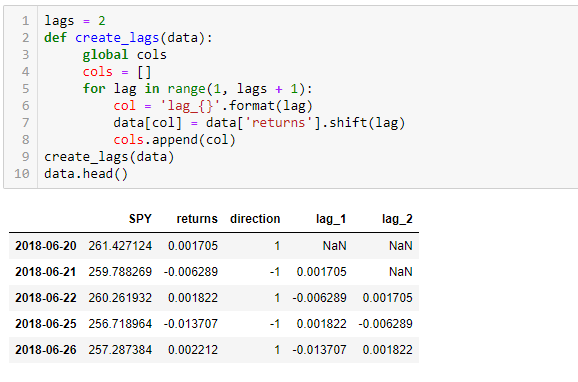 1 lags = 2
2 def create_lags(data):
3 global cols
4 cols = []
5 for lag in range(1, lags + 1):
6 col = 'lag_{}'.format(lag)
7 data[col] = data['returns'].shift(lag)
8 cols.append(col)
9 create_lags(data)
10 data.head()
SPY returns direction lag_1 lag_2
2018-06-20 261.427124 0.001705 1 NaN NaN
2018-06-21 259.788269 -0.006289 -1 0.001705 NaN
2018-06-22 260.261932 0.001822 1 -0.006289 0.001705
2018-06-25 256.718964 -0.013707 -1 0.001822 -0.006289
2018-06-26 257.287384 0.002212 1 -0.013707 0.001822